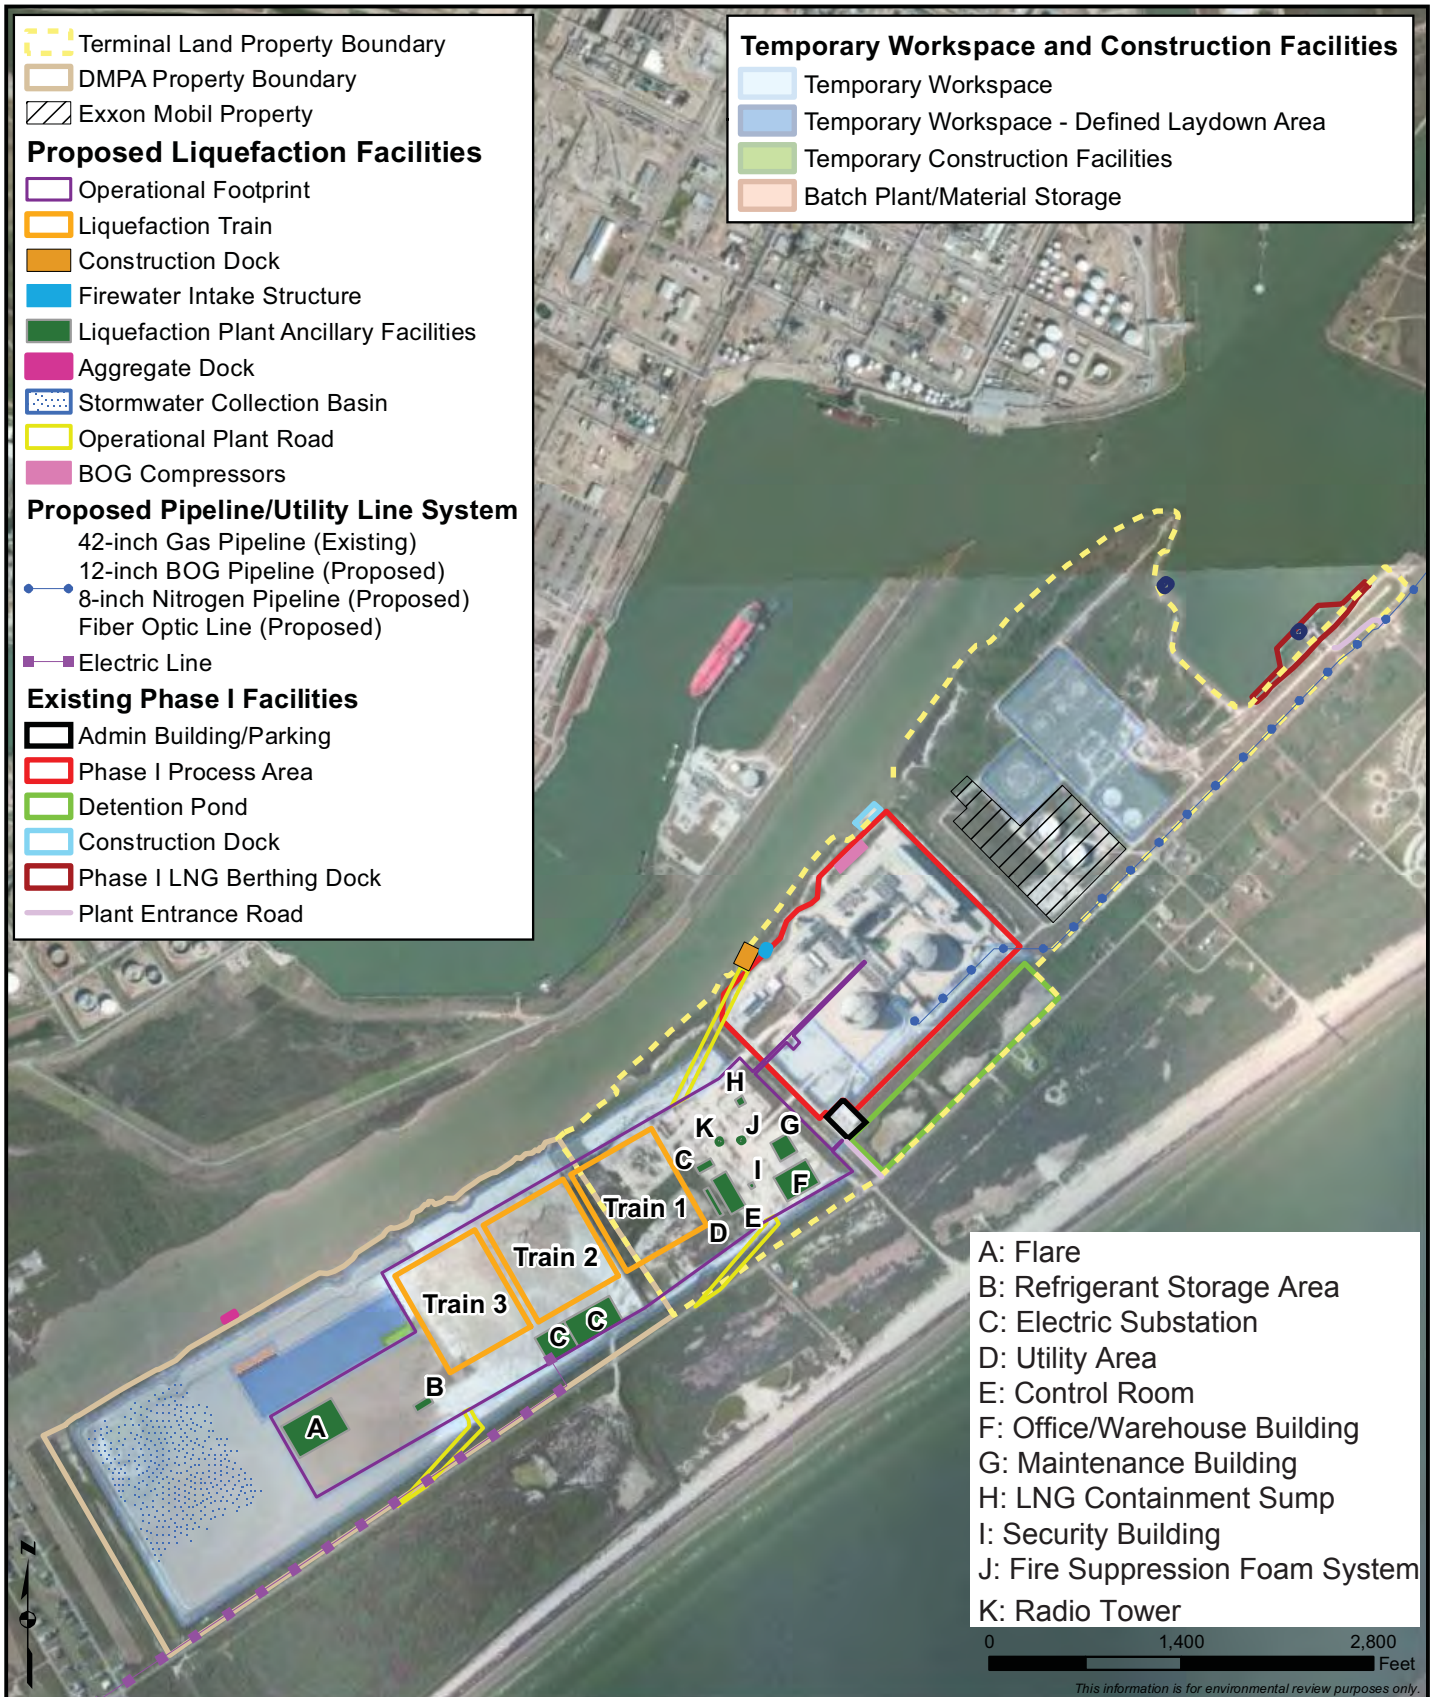 Terminal Land Property Boundary
DMPA Property Boundary
Exxon Mobil Property
Proposed Liquefaction Facilities
Operational Footprint
Liquefaction Train
Construction Dock
Firewater Intake Structure
Liquefaction Plant Ancillary Facilities
Aggregate Dock
Stormwater Collection Basin
Operational Plant Road
BOG Compressors
Proposed Pipeline/Utility Line System
42-inch Gas Pipeline (Existing)
12-inch BOG Pipeline (Proposed)
8-inch Nitrogen Pipeline (Proposed)
Fiber Optic Line (Proposed)
Electric Line
Existing Phase I Facilities
Admin Building/Parking
Phase I Process Area
Detention Pond
Construction Dock
Phase I LNG Berthing Dock
Plant Entrance Road
Temporary Workspace and Construction Facilities
Temporary Workspace
Temporary Workspace - Defined Laydown Area
Temporary Construction Facilities
Batch Plant/Material Storage
H
K
J
G
C
I
F
Train 1
E
D
Train 2
Train 3
C
C
B
A
A: Flare
B: Refrigerant Storage Area
C: Electric Substation
D: Utility Area
E: Control Room
F: Office/Warehouse Building
G: Maintenance Building
H: LNG Containment Sump
I: Security Building
J: Fire Suppression Foam System
K: Radio Tower
0 1,400 2,800
Feet
This information is for environmental review purposes only.
N